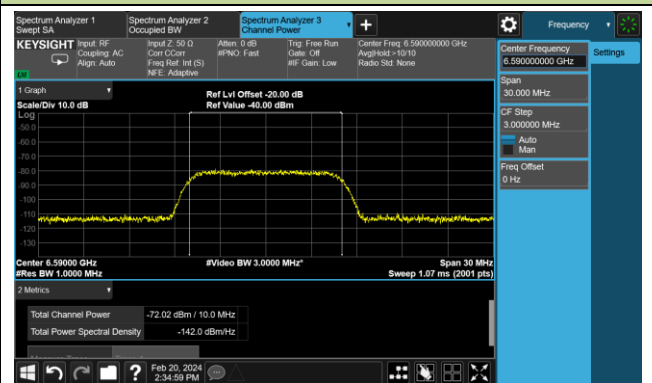 Spectrum Analyzer 1
Swept SA
Spectrum Analyzer 2
Occupied BW
Spectrum Analyzer 3
Channel Power
Frequency
KEYSIGHT
Input: RF
Coupling: AC
Align: Auto
Input Z: 50 Ω
Corr CCorr
Freq Ref: Int (S)
NFE: Adaptive
Atten: 0 dB
#PNO: Fast
Trig: Free Run
Gate: Off
#IF Gain: Low
Center Freq: 6.590000000 GHz
Avg|Hold:>10/10
Radio Std: None
LXI
Center Frequency
6.590000000 GHz
Settings
Span
30.000 MHz
CF Step
3.000000 MHz
Auto
Man
Freq Offset
0 Hz
1 Graph
Scale/Div 10.0 dB
Ref Lvl Offset -20.00 dB
Ref Value -40.00 dBm
Log
-50.0
-60.0
-70.0
-80.0
-90.0
-100
-110
-120
-130
Center 6.59000 GHz
#Res BW 1.0000 MHz
#Video BW 3.0000 MHz*
Span 30 MHz
Sweep 1.07 ms (2001 pts)
2 Metrics
Total Channel Power -72.02 dBm / 10.0 MHz
Total Power Spectral Density -142.0 dBm/Hz
?
Feb 20, 2024
2:34:59 PM